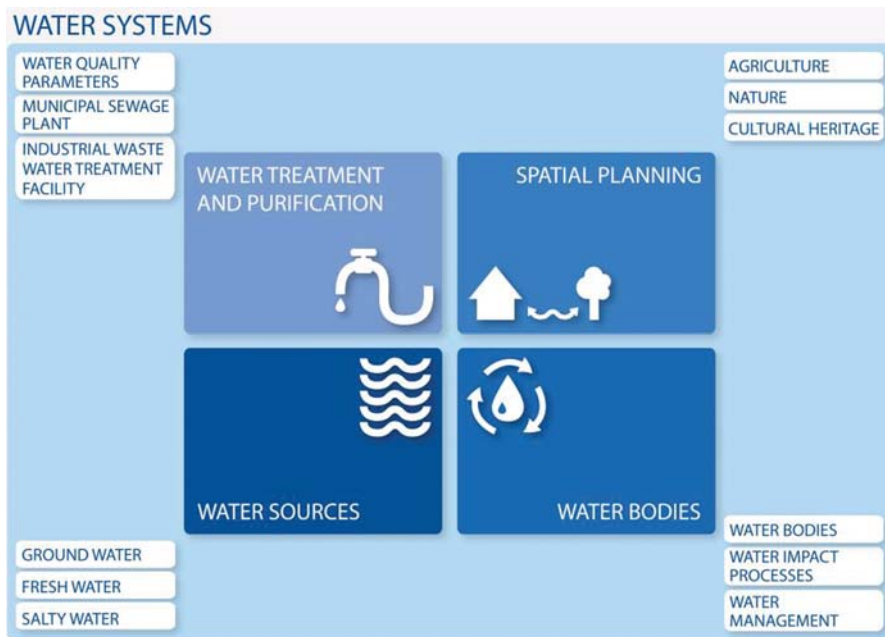 WATER SYSTEMS
WATER QUALITY
PARAMETERS
MUNICIPAL SEWAGE
PLANT
INDUSTRIAL WASTE
WATER TREATMENT
FACILITY
AGRICULTURE
NATURE
CULTURAL HERITAGE
WATER TREATMENT
AND PURIFICATION
SPATIAL PLANNING
WATER SOURCES
WATER BODIES
GROUND WATER
FRESH WATER
SALTY WATER
WATER BODIES
WATER IMPACT
PROCESSES
WATER
MANAGEMENT